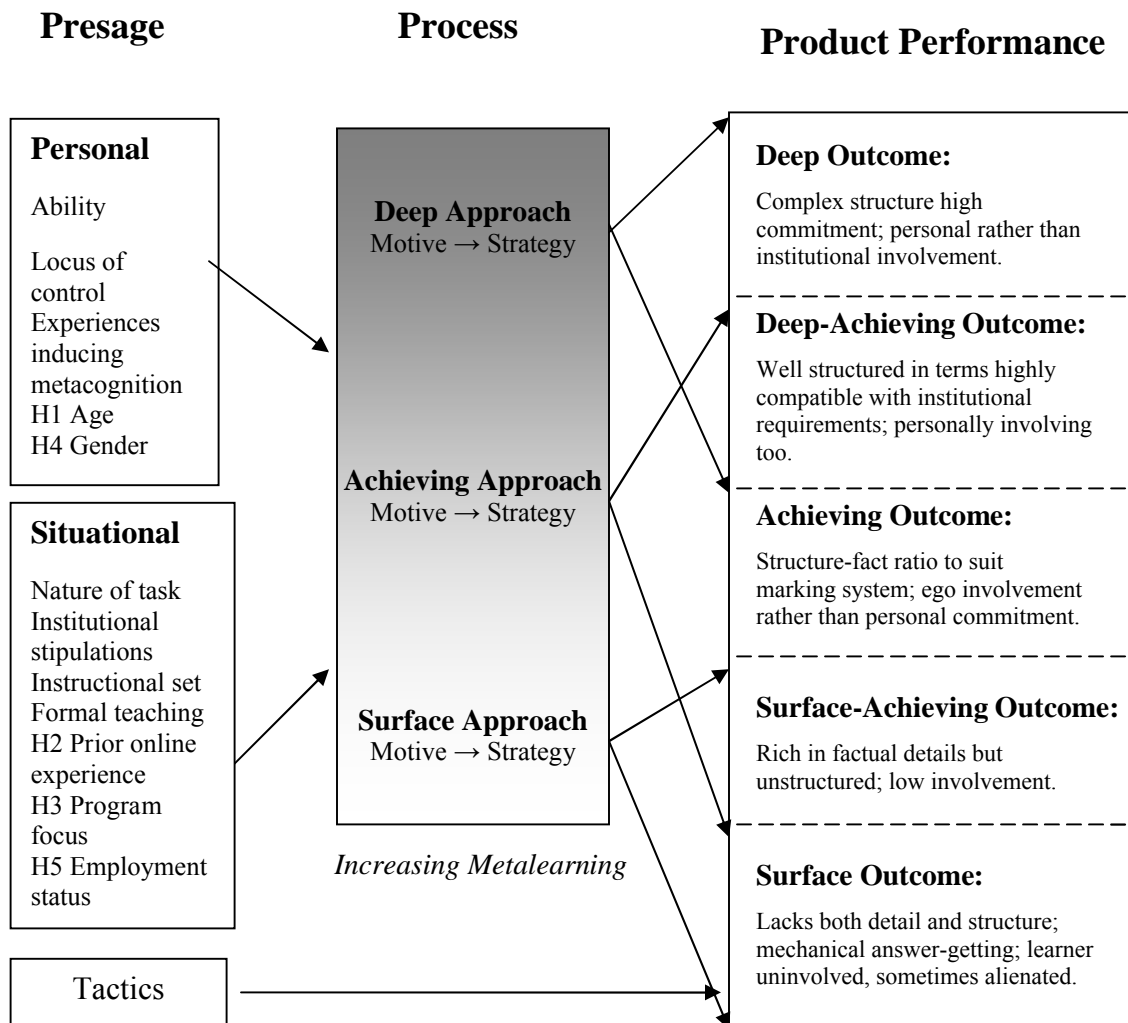 Presage
Process
Product Performance
Personal
Ability
Locus of
control
Experiences
inducing
metacognition
H1 Age
H4 Gender
Situational
Nature of task
Institutional
stipulations
Instructional set
Formal teaching
H2 Prior online
experience
H3 Program
focus
H5 Employment
status
Tactics
Deep Approach
Motive → Strategy
Achieving Approach
Motive → Strategy
Surface Approach
Motive → Strategy
Increasing Metalearning
Deep Outcome:
Complex structure high
commitment; personal rather than
institutional involvement.
Deep-Achieving Outcome:
Well structured in terms highly
compatible with institutional
requirements; personally involving
too.
Achieving Outcome:
Structure-fact ratio to suit
marking system; ego involvement
rather than personal commitment.
Surface-Achieving Outcome:
Rich in factual details but
unstructured; low involvement.
Surface Outcome:
Lacks both detail and structure;
mechanical answer-getting; learner
uninvolved, sometimes alienated.